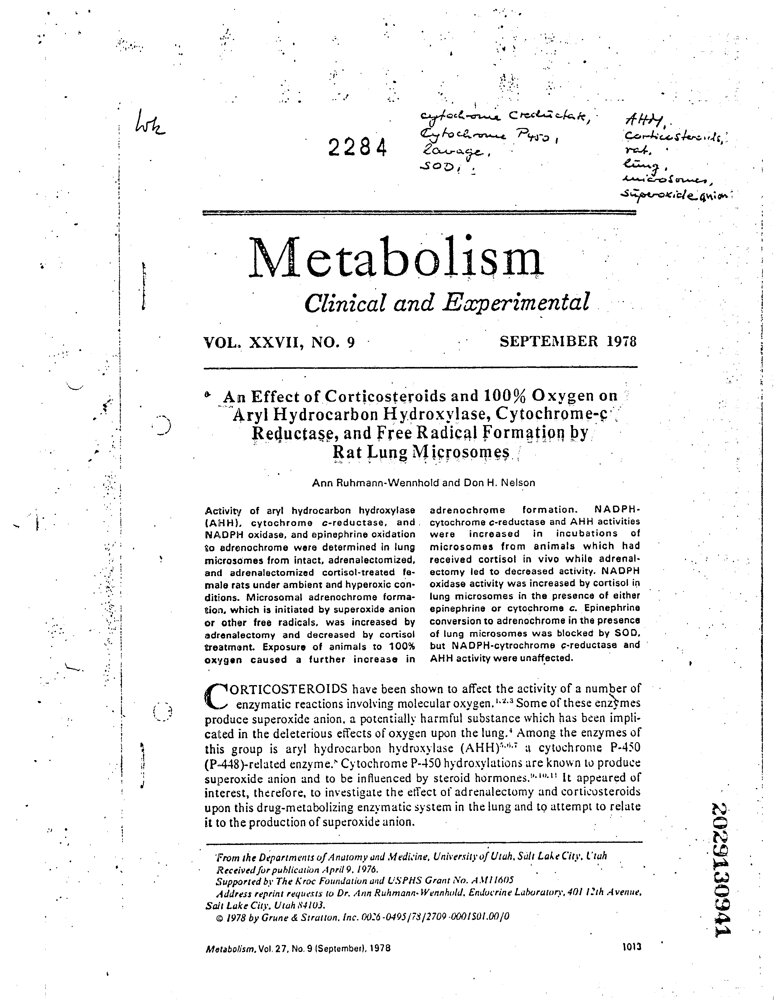 Wk
2284
cytochrome C reductase,
Cytochrome P450,
Lavage,
SOD,
AHH,
Corticosteroids,
rat,
lung,
microsomes,
superoxide anion
Metabolism
Clinical and Experimental
VOL. XXVII, NO. 9
SEPTEMBER 1978
An Effect of Corticosteroids and 100% Oxygen on
Aryl Hydrocarbon Hydroxylase, Cytochrome-c
Reductase, and Free Radical Formation by
Rat Lung Microsomes
Ann Ruhmann-Wennhold and Don H. Nelson
Activity of aryl hydrocarbon hydroxylase
(AHH), cytochrome c-reductase, and
NADPH oxidase, and epinephrine oxidation
to adrenochrome were determined in lung
microsomes from intact, adrenalectomized,
and adrenalectomized cortisol-treated fe-
male rats under ambient and hyperoxic con-
ditions. Microsomal adrenochrome forma-
tion, which is initiated by superoxide anion
or other free radicals, was increased by
adrenalectomy and decreased by cortisol
treatment. Exposure of animals to 100%
oxygen caused a further increase in
adrenochrome formation. NADPH-
cytochrome c-reductase and AHH activities
were increased in incubations of
microsomes from animals which had
received cortisol in vivo while adrenal-
ectomy led to decreased activity. NADPH
oxidase activity was increased by cortisol in
lung microsomes in the presence of either
epinephrine or cytochrome c. Epinephrine
conversion to adrenochrome in the presence
of lung microsomes was blocked by SOD,
but NADPH-cytrochrome c-reductase and
AHH activity were unaffected.
CORTICOSTEROIDS have been shown to affect the activity of a number of
enzymatic reactions involving molecular oxygen.1,2,3 Some of these enzymes
produce superoxide anion, a potentially harmful substance which has been impli-
cated in the deleterious effects of oxygen upon the lung.4 Among the enzymes of
this group is aryl hydrocarbon hydroxylase (AHH)5,6,7 a cytochrome P-450
(P-448)-related enzyme.8 Cytochrome P-450 hydroxylations are known to produce
superoxide anion and to be influenced by steroid hormones.9,10,11 It appeared of
interest, therefore, to investigate the effect of adrenalectomy and corticosteroids
upon this drug-metabolizing enzymatic system in the lung and to attempt to relate
it to the production of superoxide anion.
From the Departments of Anatomy and Medicine, University of Utah, Salt Lake City, Utah
Received for publication April 9, 1976.
Supported by The Kroc Foundation and USPHS Grant No. AM11605
Address reprint requests to Dr. Ann Ruhmann-Wennhold, Endocrine Laboratory, 401 12th Avenue,
Salt Lake City, Utah 84103.
© 1978 by Grune & Stratton, Inc. 0026-0495/78/2709-0001$01.00/0
Metabolism, Vol. 27, No. 9 (September), 1978
1013
2029130941